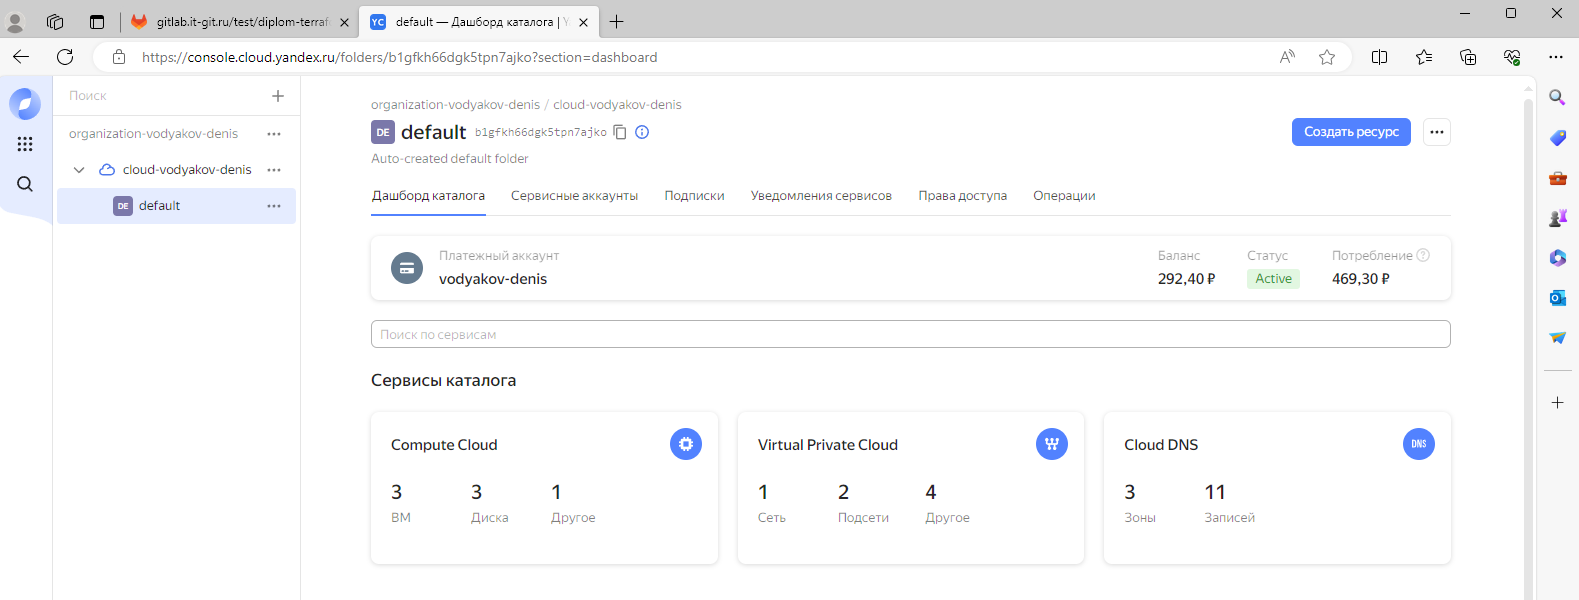 gitlab.it-git.ru/test/diplom-terraf
YC
default — Дашборд каталога | Y
https://console.cloud.yandex.ru/folders/b1gfkh66dgk5tpn7ajko?section=dashboard
Поиск
organization-vodyakov-denis
cloud-vodyakov-denis
DE default
organization-vodyakov-denis / cloud-vodyakov-denis
DE default b1gfkh66dgk5tpn7ajko
Создать ресурс
Auto-created default folder
Дашборд каталога Сервисные аккаунты Подписки Уведомления сервисов Права доступа Операции
Платежный аккаунт Баланс Статус Потребление
vodyakov-denis 292,40 ₽ Active 469,30 ₽
Поиск по сервисам
Сервисы каталога
Compute Cloud
3 3 1
ВМ Диска Другое
Virtual Private Cloud
1 2 4
Сеть Подсети Другое
Cloud DNS
DNS
3 11
Зоны Записей